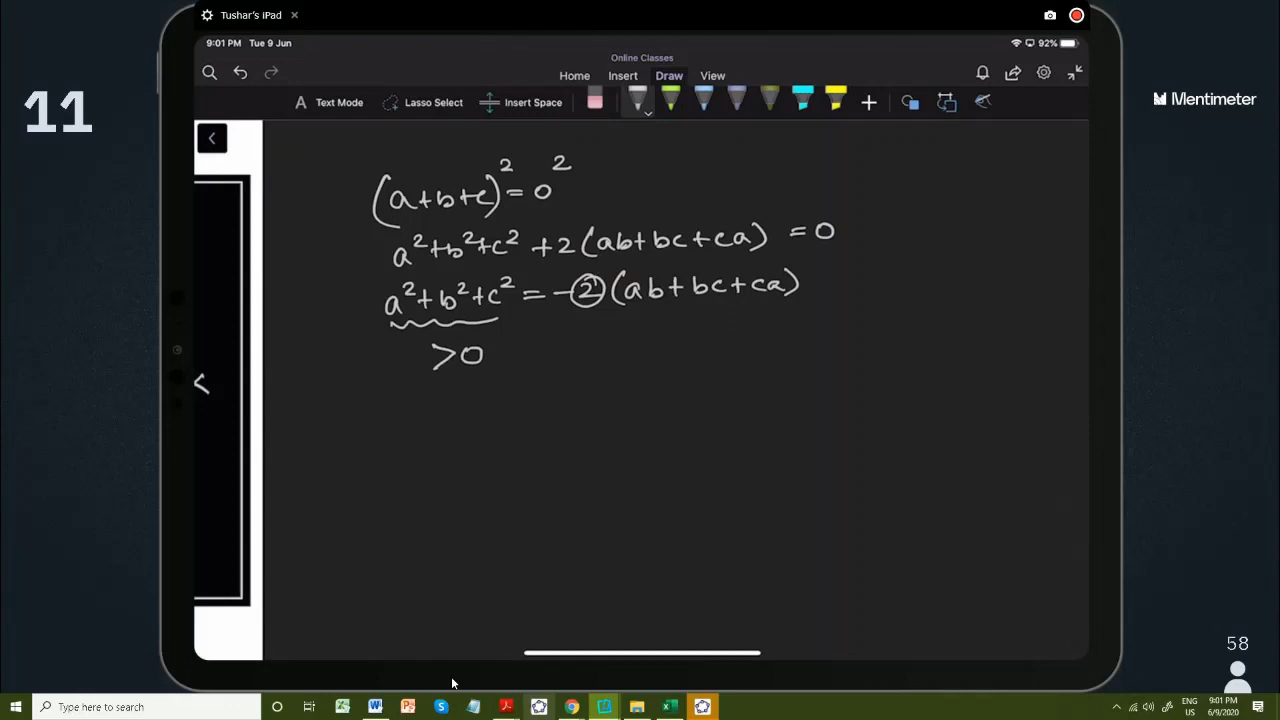 Tushar's iPad ×
9:01 PM Tue 9 Jun
92%
Online Classes
Home Insert Draw View
A Text Mode Lasso Select Insert Space
11
Mentimeter
(a+b+c)² = 0²
a²+b²+c² + 2(ab+bc+ca) = 0
a²+b²+c² = -2(ab+bc+ca)
>0
<
58
Type here to search
ENG
US
9:01 PM
6/9/2020